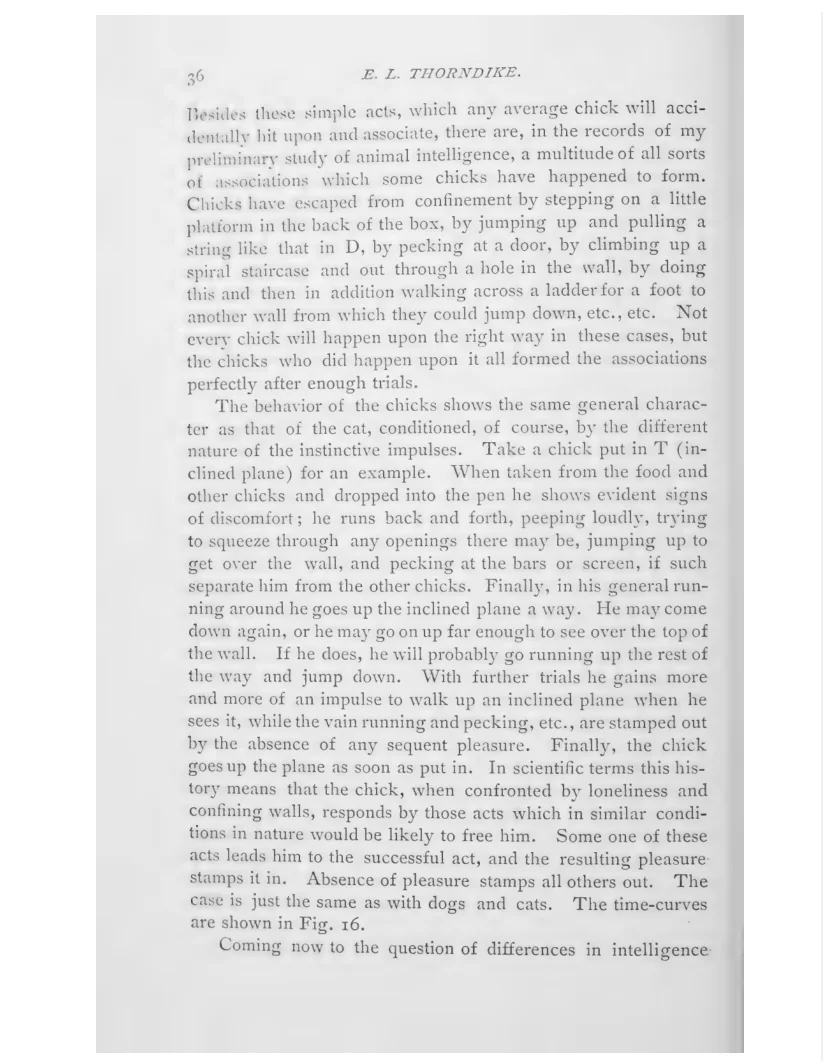 36
E. L. THORNDIKE.
Besides these simple acts, which any average chick will acci-
dentally hit upon and associate, there are, in the records of my
preliminary study of animal intelligence, a multitude of all sorts
of associations which some chicks have happened to form.
Chicks have escaped from confinement by stepping on a little
platform in the back of the box, by jumping up and pulling a
string like that in D, by pecking at a door, by climbing up a
spiral staircase and out through a hole in the wall, by doing
this and then in addition walking across a ladder for a foot to
another wall from which they could jump down, etc., etc. Not
every chick will happen upon the right way in these cases, but
the chicks who did happen upon it all formed the associations
perfectly after enough trials.
The behavior of the chicks shows the same general charac-
ter as that of the cat, conditioned, of course, by the different
nature of the instinctive impulses. Take a chick put in T (in-
clined plane) for an example. When taken from the food and
other chicks and dropped into the pen he shows evident signs
of discomfort; he runs back and forth, peeping loudly, trying
to squeeze through any openings there may be, jumping up to
get over the wall, and pecking at the bars or screen, if such
separate him from the other chicks. Finally, in his general run-
ning around he goes up the inclined plane a way. He may come
down again, or he may go on up far enough to see over the top of
the wall. If he does, he will probably go running up the rest of
the way and jump down. With further trials he gains more
and more of an impulse to walk up an inclined plane when he
sees it, while the vain running and pecking, etc., are stamped out
by the absence of any sequent pleasure. Finally, the chick
goes up the plane as soon as put in. In scientific terms this his-
tory means that the chick, when confronted by loneliness and
confining walls, responds by those acts which in similar condi-
tions in nature would be likely to free him. Some one of these
acts leads him to the successful act, and the resulting pleasure
stamps it in. Absence of pleasure stamps all others out. The
case is just the same as with dogs and cats. The time-curves
are shown in Fig. 16.
Coming now to the question of differences in intelligence